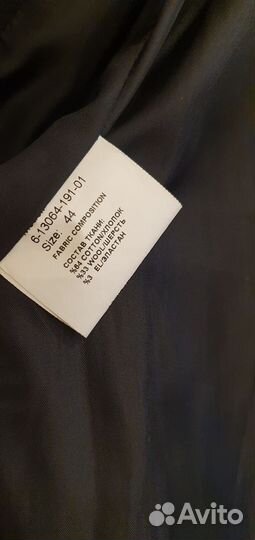 6-13064-191-01
Size: 44
FABRIC COMPOSITION
СОСТАВ ТКАНИ:
%64 COTTON/ХЛОПОК
%33 WOOL/ШЕРСТЬ
%3 EL/ЭЛАСТАН
Avito